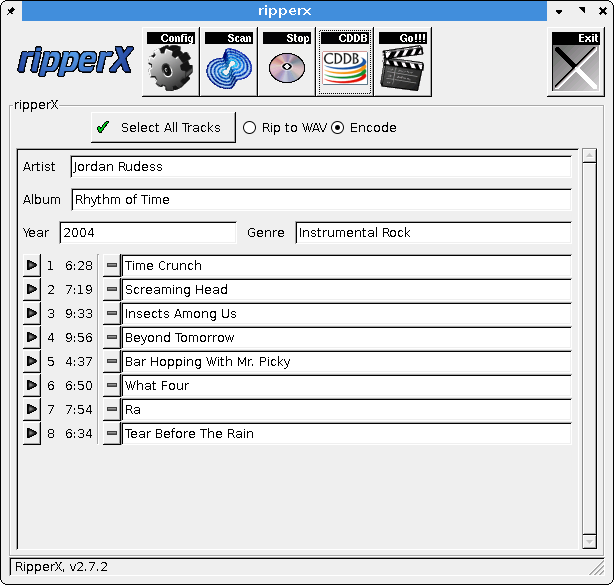 ripperx
ripperX Config Scan Stop CDDB CDDB Go!!! Exit
ripperX
Select All Tracks Rip to WAV Encode
Artist Jordan Rudess
Album Rhythm of Time
Year 2004 Genre Instrumental Rock
1 6:28 Time Crunch
2 7:19 Screaming Head
3 9:33 Insects Among Us
4 9:56 Beyond Tomorrow
5 4:37 Bar Hopping With Mr. Picky
6 6:50 What Four
7 7:54 Ra
8 6:34 Tear Before The Rain
RipperX, v2.7.2